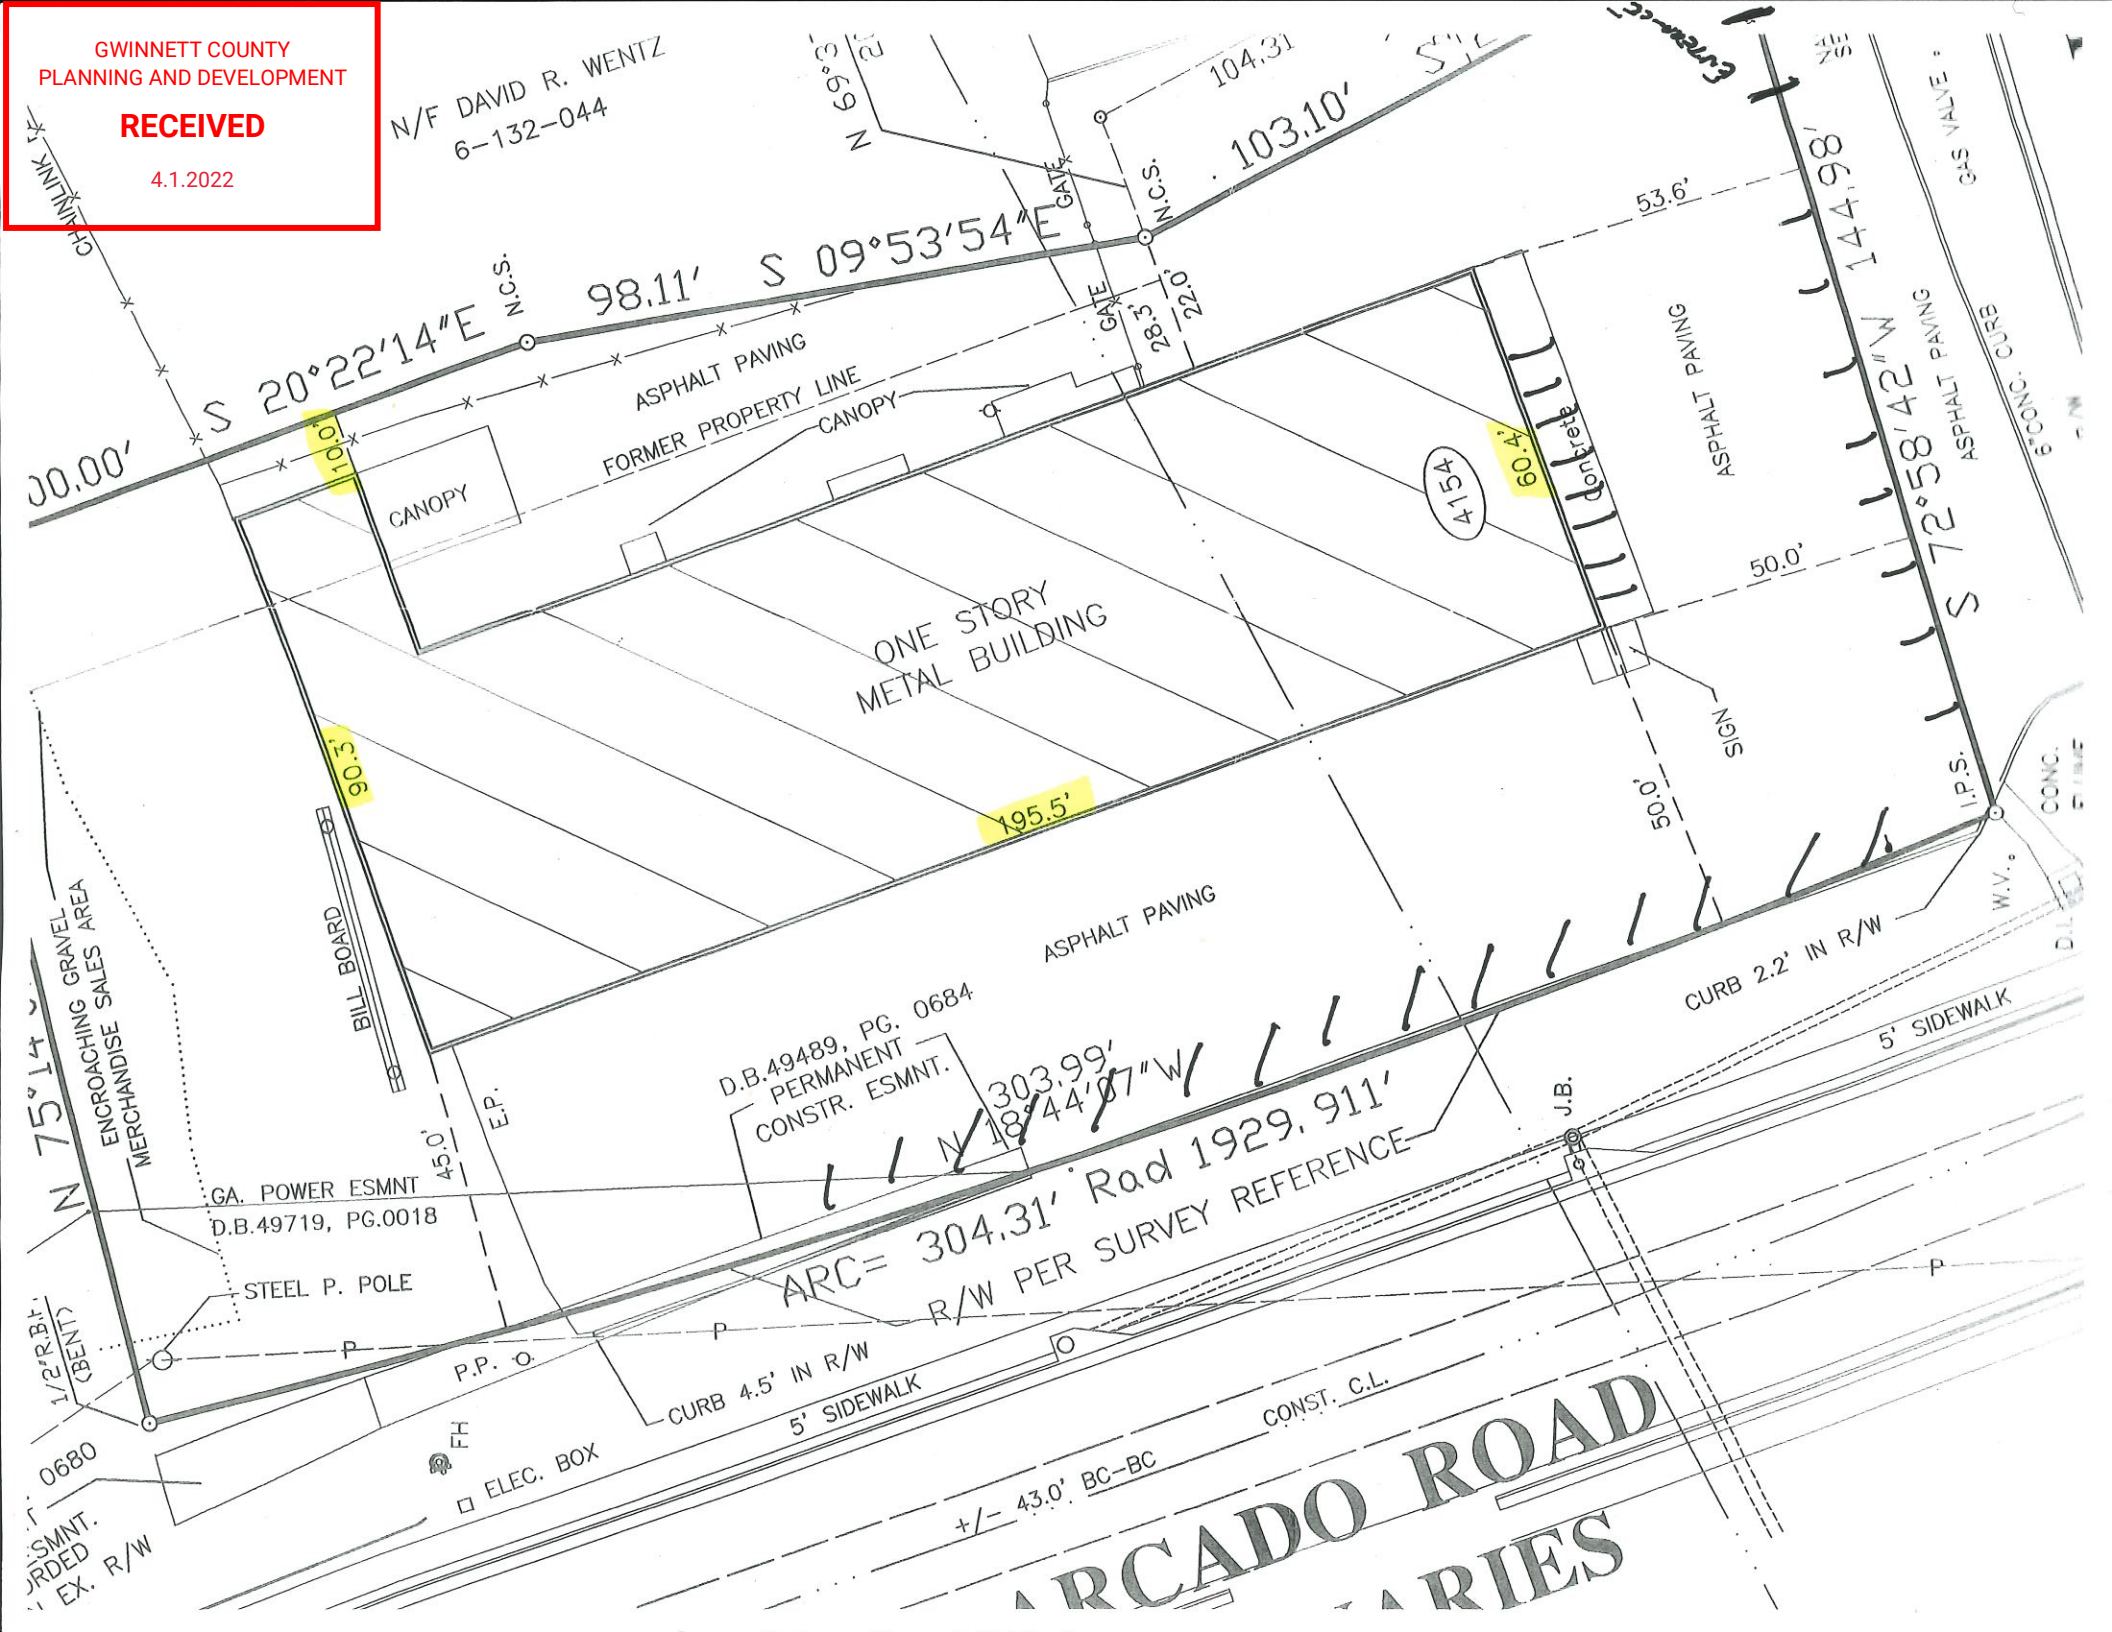 GWINNETT COUNTY
PLANNING AND DEVELOPMENT
RECEIVED
4.1.2022
N/F DAVID R. WENTZ
6-132-044
CHAINLINK
N 69°3
104.31
103.10'
GATE
N.C.S.
53.6'
ENTRANCE
144.98'
GAS VALVE
S 09°53'54"E
98.11'
N.C.S.
S 20°22'14"E
00.00'
GATE
28.3'
22.0'
ASPHALT PAVING
FORMER PROPERTY LINE
CANOPY
10.0'
CANOPY
60.4'
4154
Concrete
ASPHALT PAVING
S 72°58'42"W
ASPHALT PAVING
6"CONC. CURB
50.0'
ONE STORY
METAL BUILDING
SIGN
50.0'
I.P.S.
CONC.
90.3'
195.5'
BILL BOARD
ASPHALT PAVING
W.V.
D.I.
CURB 2.2' IN R/W
5' SIDEWALK
ENCROACHING GRAVEL
MERCHANDISE SALES AREA
N 75°14
E.P.
45.0'
D.B.49489, PG. 0684
PERMANENT
CONSTR. ESMNT.
303.99'
N 18°44'07"W
ARC= 304.31' Rad 1929.911'
R/W PER SURVEY REFERENCE
J.B.
GA. POWER ESMNT
D.B.49719, PG.0018
STEEL P. POLE
1/2"R.B.F.
(BENT)
P
P
P
P.P.
CURB 4.5' IN R/W
5' SIDEWALK
FH
ELEC. BOX
0680
ESMNT.
EX. R/W
CONST. C.L.
+/- 43.0' BC-BC
ARCADO ROAD